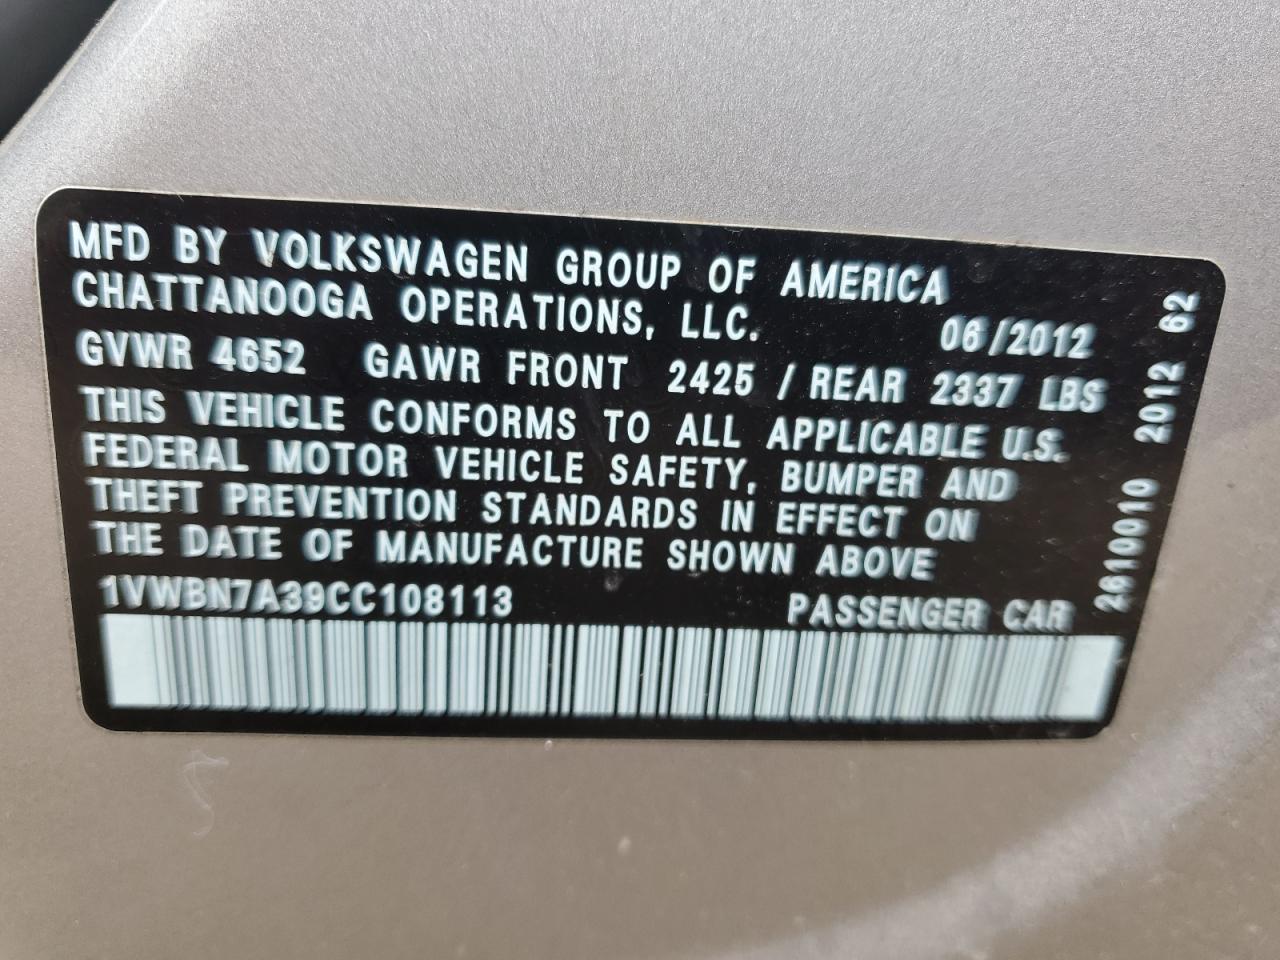 MFD BY VOLKSWAGEN GROUP OF AMERICA
CHATTANOOGA OPERATIONS, LLC. 06/2012
GVWR 4652 GAWR FRONT 2425 / REAR 2337 LBS
THIS VEHICLE CONFORMS TO ALL APPLICABLE U.S.
FEDERAL MOTOR VEHICLE SAFETY, BUMPER AND
THEFT PREVENTION STANDARDS IN EFFECT ON
THE DATE OF MANUFACTURE SHOWN ABOVE
1VWBN7A39CC108113 PASSENGER CAR
2610010 2012 62